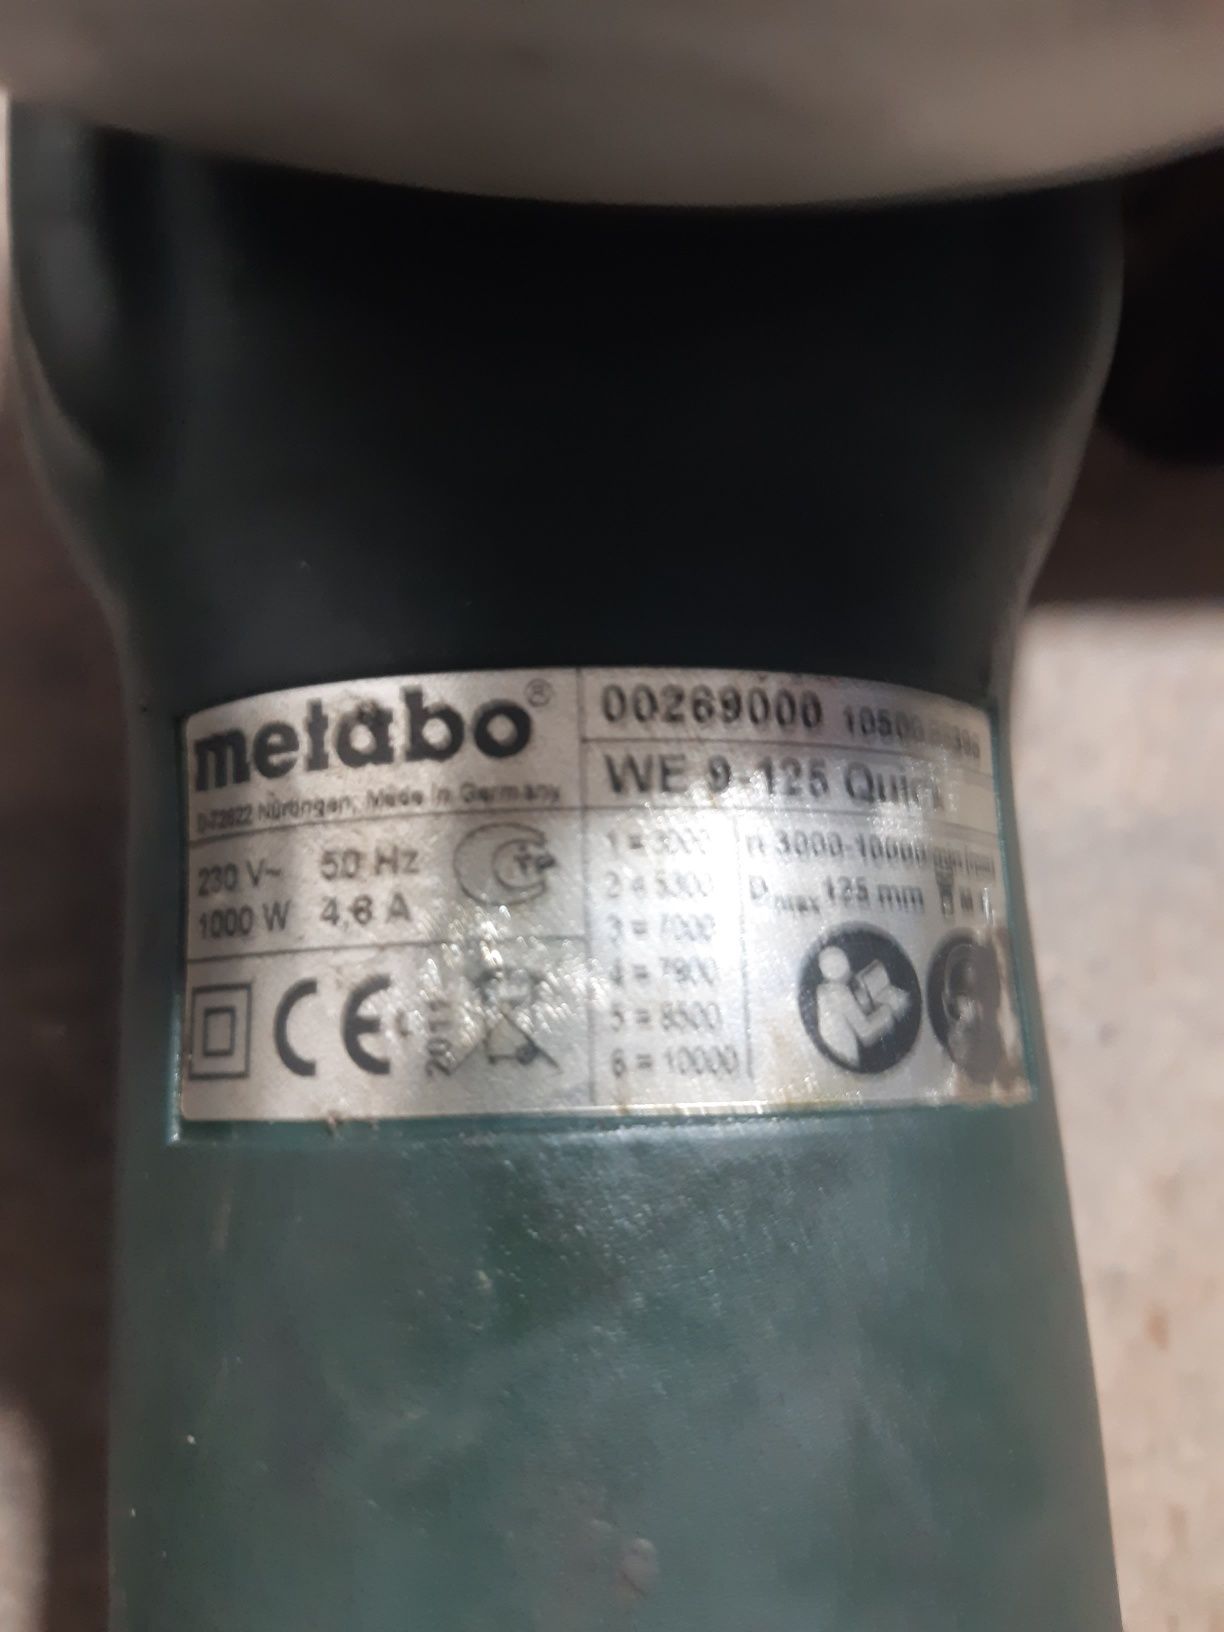 metabo®
D-72622 Nürtingen, Made in Germany
230 V~ 50 Hz
1000 W 4,6 A
CE
2011
00269000
WE 9-125 Quick
1 = 3000
2 = 5300
3 = 7000
4 = 7900
5 = 8500
6 = 10000
n 3000-10000
Dmax 125 mm M